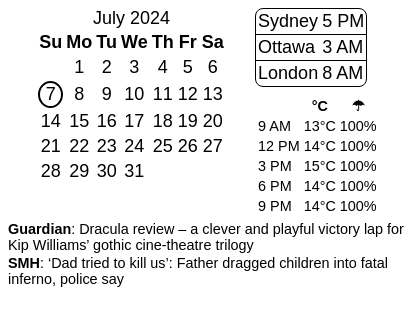 July 2024
Su Mo Tu We Th Fr Sa
1 2 3 4 5 6
7 8 9 10 11 12 13
14 15 16 17 18 19 20
21 22 23 24 25 26 27
28 29 30 31
Sydney 5 PM
Ottawa 3 AM
London 8 AM
°C ☂
9 AM 13°C 100%
12 PM 14°C 100%
3 PM 15°C 100%
6 PM 14°C 100%
9 PM 14°C 100%
Guardian: Dracula review – a clever and playful victory lap for
Kip Williams’ gothic cine-theatre trilogy
SMH: ‘Dad tried to kill us’: Father dragged children into fatal
inferno, police say